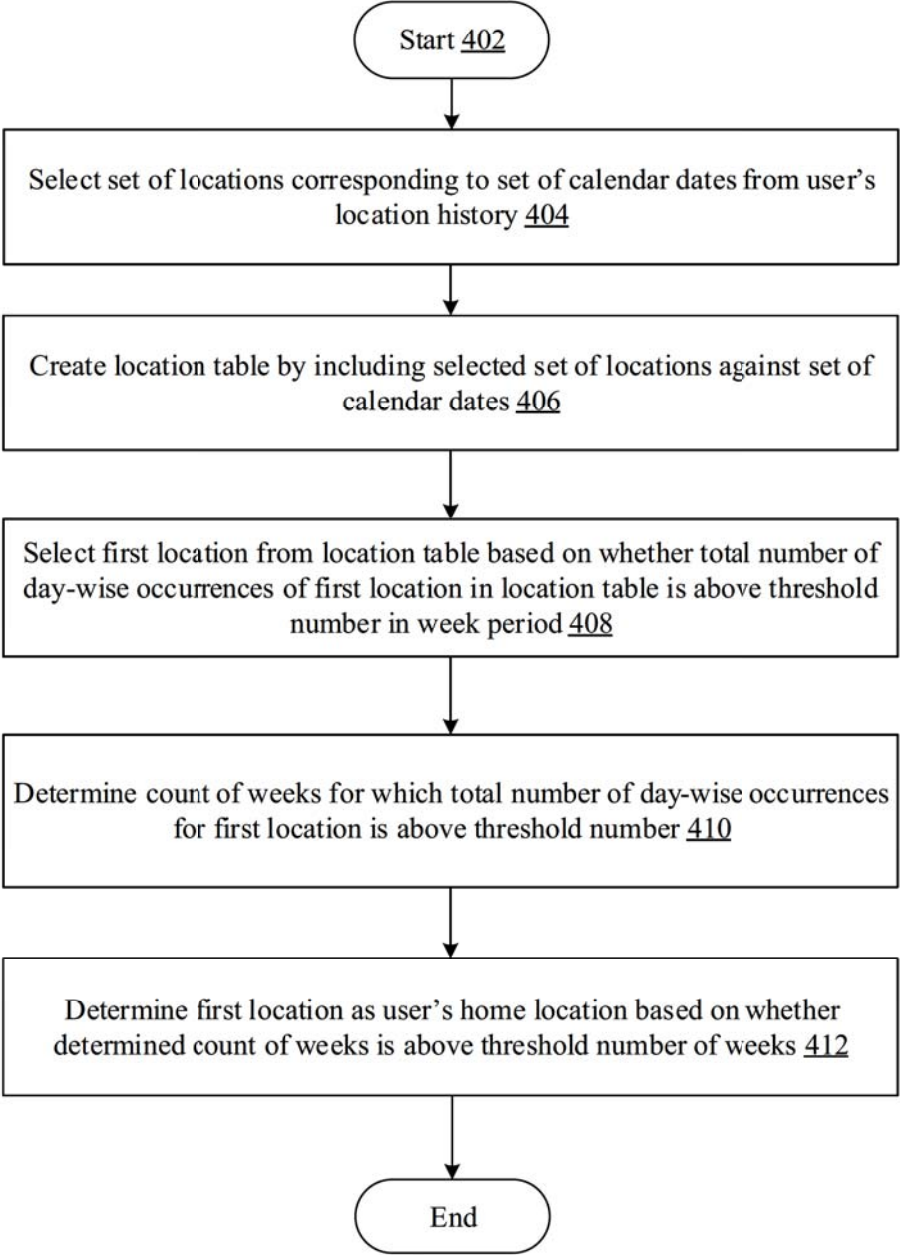 Start 402
Select set of locations corresponding to set of calendar dates from user’s
location history 404
Create location table by including selected set of locations against set of
calendar dates 406
Select first location from location table based on whether total number of
day-wise occurrences of first location in location table is above threshold
number in week period 408
Determine count of weeks for which total number of day-wise occurrences
for first location is above threshold number 410
Determine first location as user’s home location based on whether
determined count of weeks is above threshold number of weeks 412
End